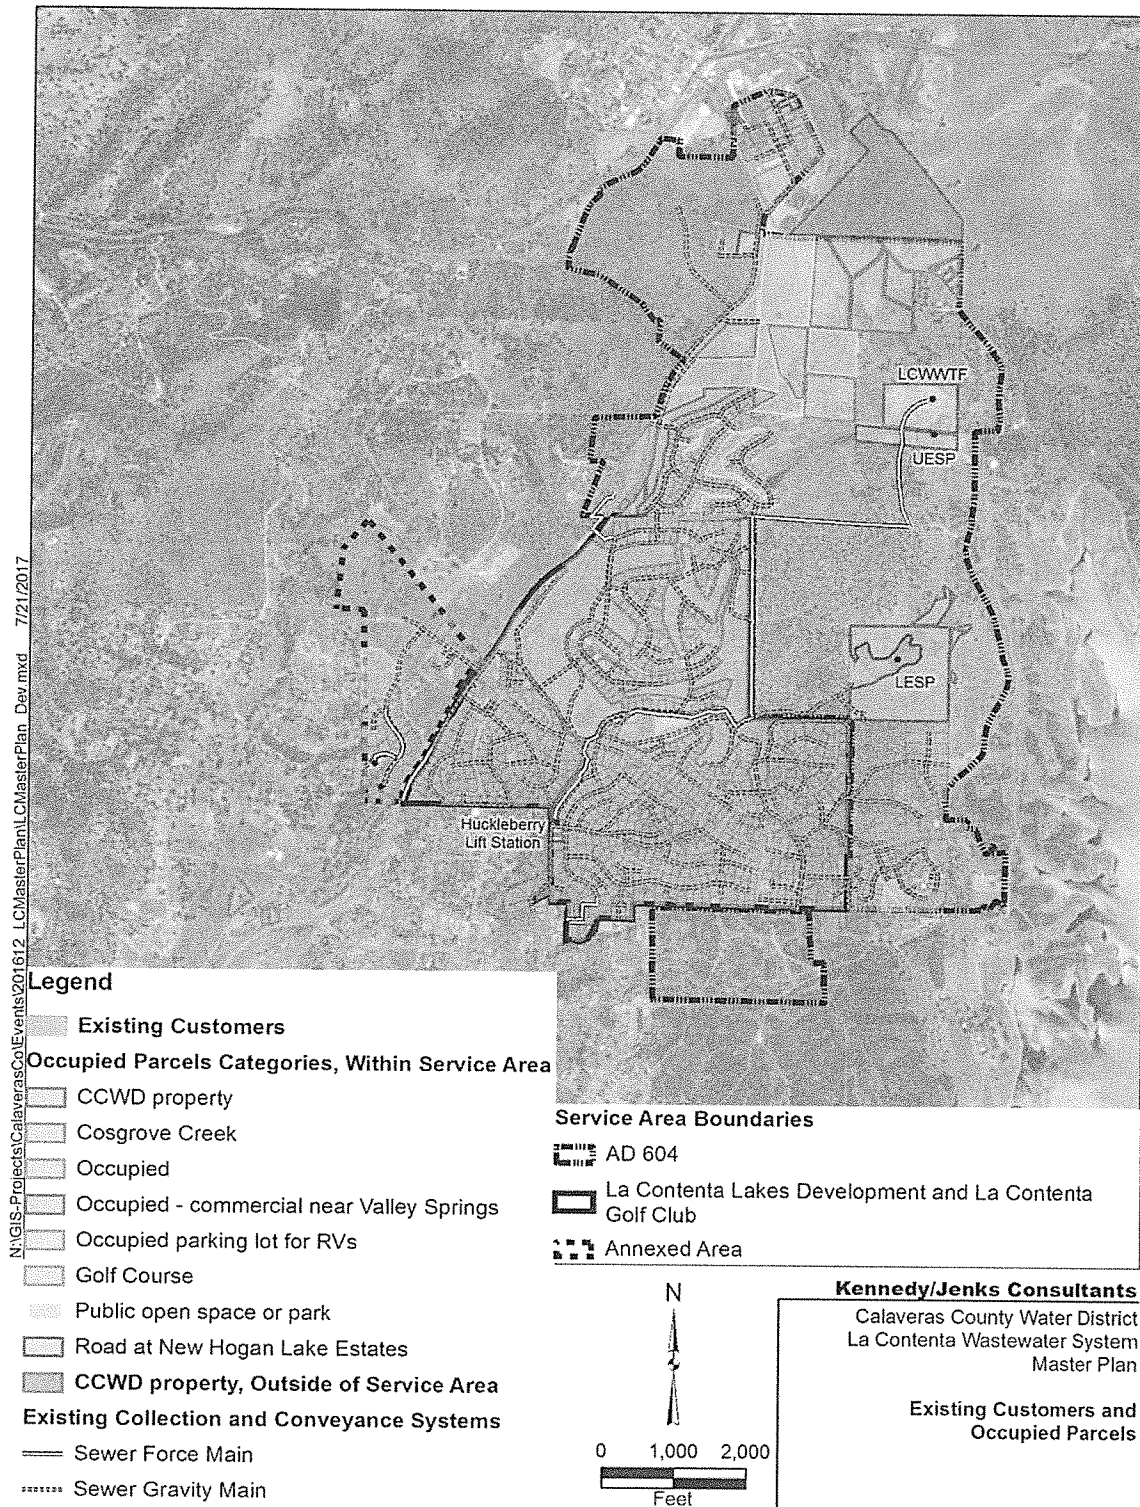 LCWWTF
UESP
LESP
Huckleberry
Lift Station
N:\GIS-Projects\CalaverasCo\Events\201612_LCMasterPlan\LCMasterPlan_Dev.mxd 7/21/2017
Legend
Existing Customers
Occupied Parcels Categories, Within Service Area
CCWD property
Cosgrove Creek
Occupied
Occupied - commercial near Valley Springs
Occupied parking lot for RVs
Golf Course
Public open space or park
Road at New Hogan Lake Estates
CCWD property, Outside of Service Area
Existing Collection and Conveyance Systems
Sewer Force Main
Sewer Gravity Main
Service Area Boundaries
AD 604
La Contenta Lakes Development and La Contenta
Golf Club
Annexed Area
N
0 1,000 2,000
Feet
Kennedy/Jenks Consultants
Calaveras County Water District
La Contenta Wastewater System
Master Plan
Existing Customers and
Occupied Parcels